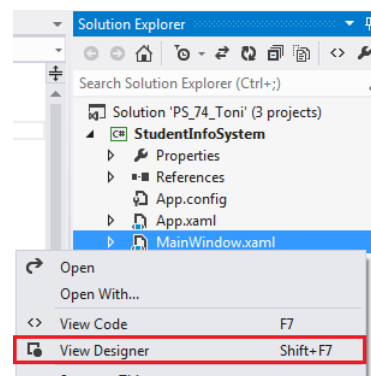 Solution Explorer
Search Solution Explorer (Ctrl+;)
Solution 'PS_74_Toni' (3 projects)
C# StudentInfoSystem
Properties
References
App.config
App.xaml
MainWindow.xaml
Open
Open With...
View Code F7
View Designer Shift+F7